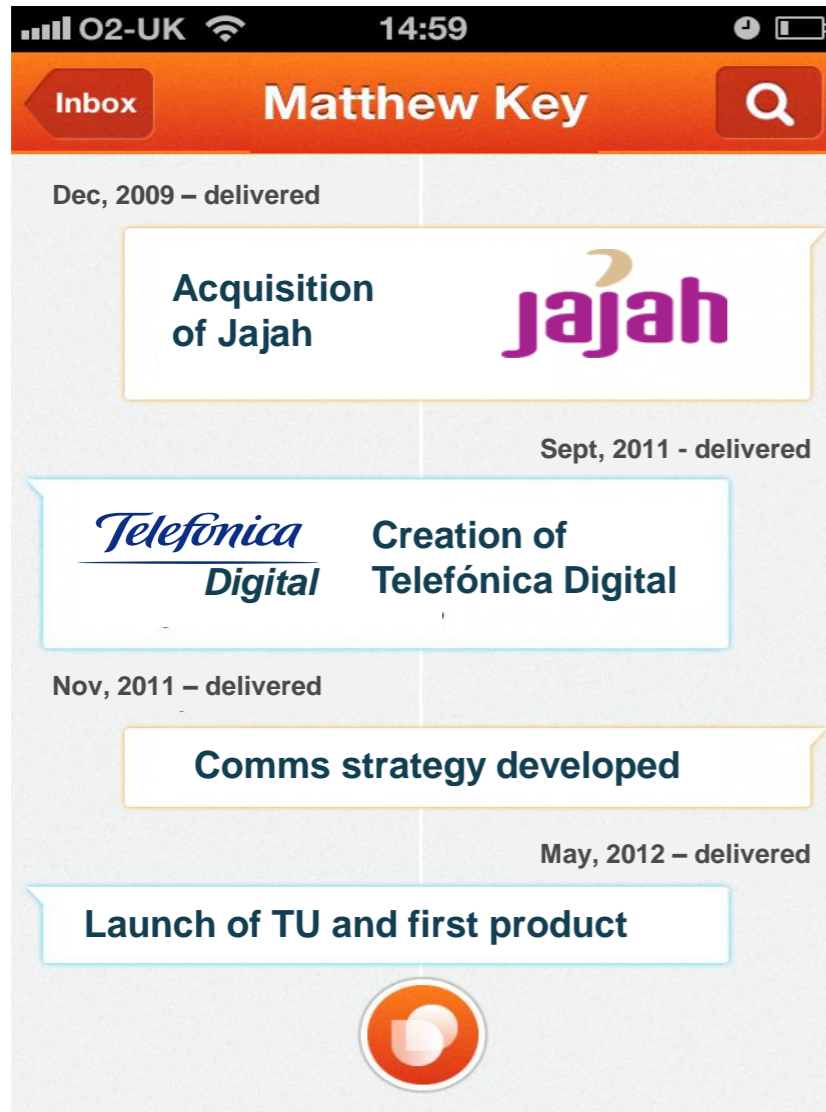 O2-UK 14:59
Inbox Matthew Key
Dec, 2009 – delivered
Acquisition
of Jajah
jajah
Sept, 2011 - delivered
Telefónica
Digital
Creation of
Telefónica Digital
Nov, 2011 – delivered
Comms strategy developed
May, 2012 – delivered
Launch of TU and first product